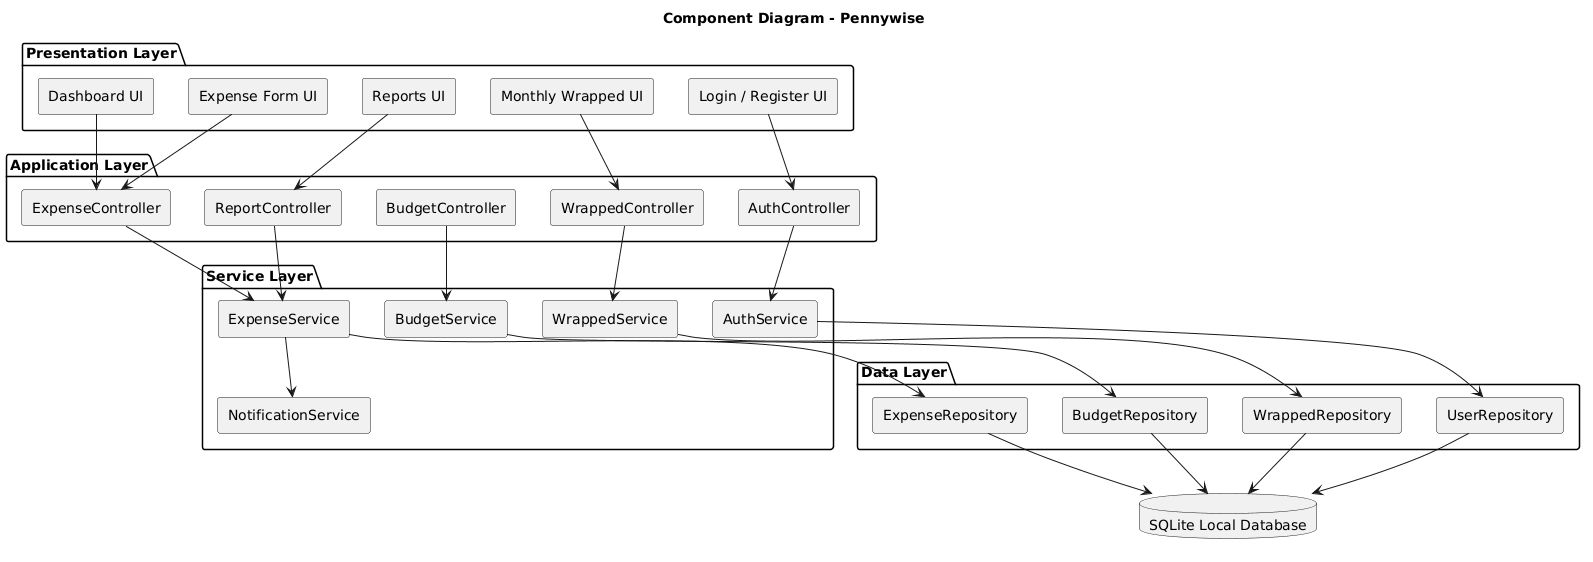 Component Diagram - Pennywise
Presentation Layer
Dashboard UI
Expense Form UI
Reports UI
Monthly Wrapped UI
Login / Register UI
Application Layer
ExpenseController
ReportController
BudgetController
WrappedController
AuthController
Service Layer
ExpenseService
BudgetService
WrappedService
AuthService
NotificationService
Data Layer
ExpenseRepository
BudgetRepository
WrappedRepository
UserRepository
SQLite Local Database